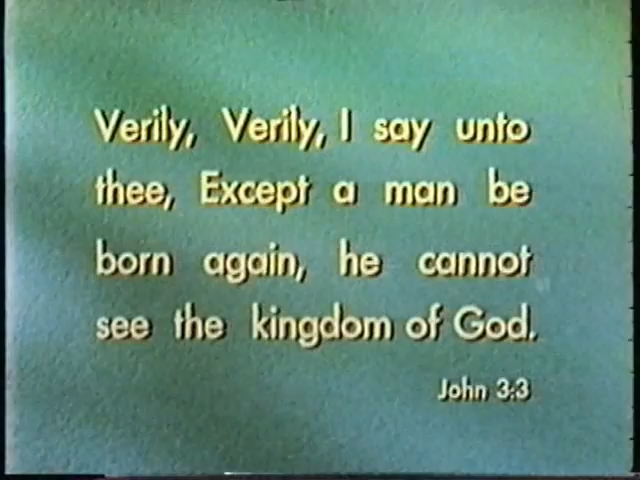 Verily, Verily, I say unto
thee, Except a man be
born again, he cannot
see the kingdom of God.
John 3:3